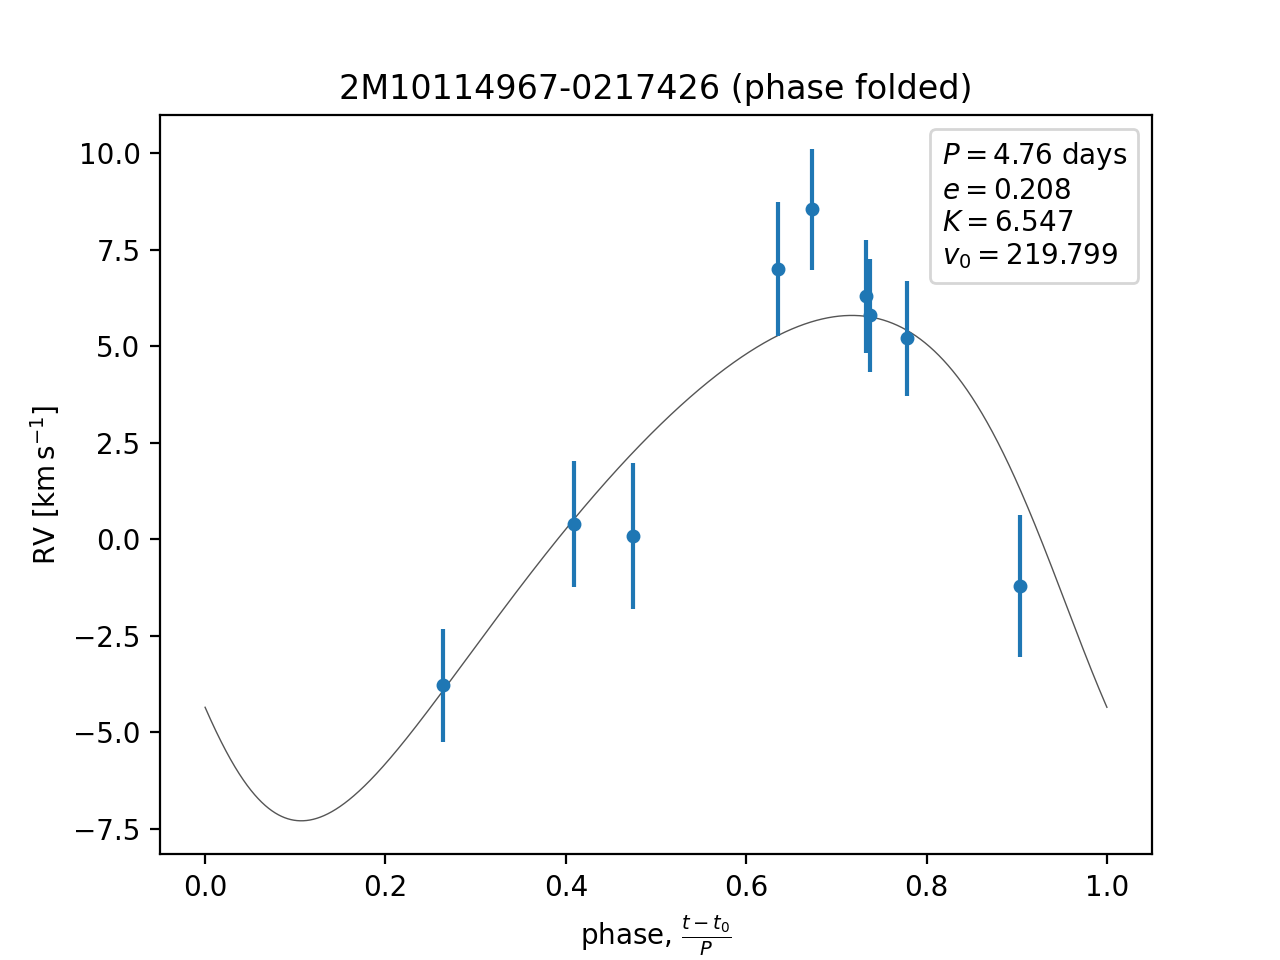 2M10114967-0217426 (phase folded)
P = 4.76 days
e = 0.208
K = 6.547
v₀ = 219.799
RV [km s⁻¹]
10.0
7.5
5.0
2.5
0.0
−2.5
−5.0
−7.5
0.0 0.2 0.4 0.6 0.8 1.0
phase, (t − t₀)/P